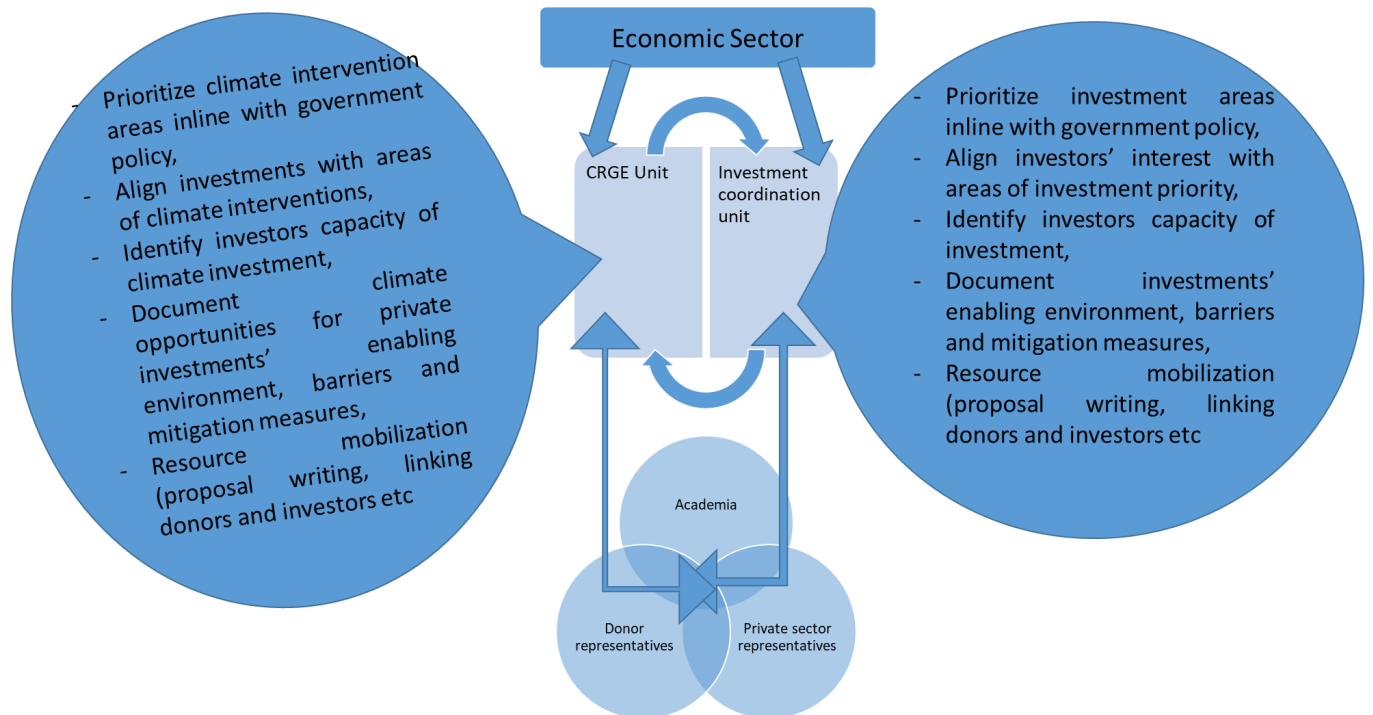 Economic Sector
- Prioritize climate intervention
areas inline with government
policy,
- Align investments with areas
of climate interventions,
- Identify investors capacity of
climate investment,
- Document climate
opportunities for private
investments’ enabling
environment, barriers and
mitigation measures,
- Resource mobilization
(proposal writing, linking
donors and investors etc
CRGE Unit
Investment
coordination
unit
- Prioritize investment areas
inline with government policy,
- Align investors’ interest with
areas of investment priority,
- Identify investors capacity of
investment,
- Document investments’
enabling environment, barriers
and mitigation measures,
- Resource mobilization
(proposal writing, linking
donors and investors etc
Academia
Donor
representatives
Private sector
representatives